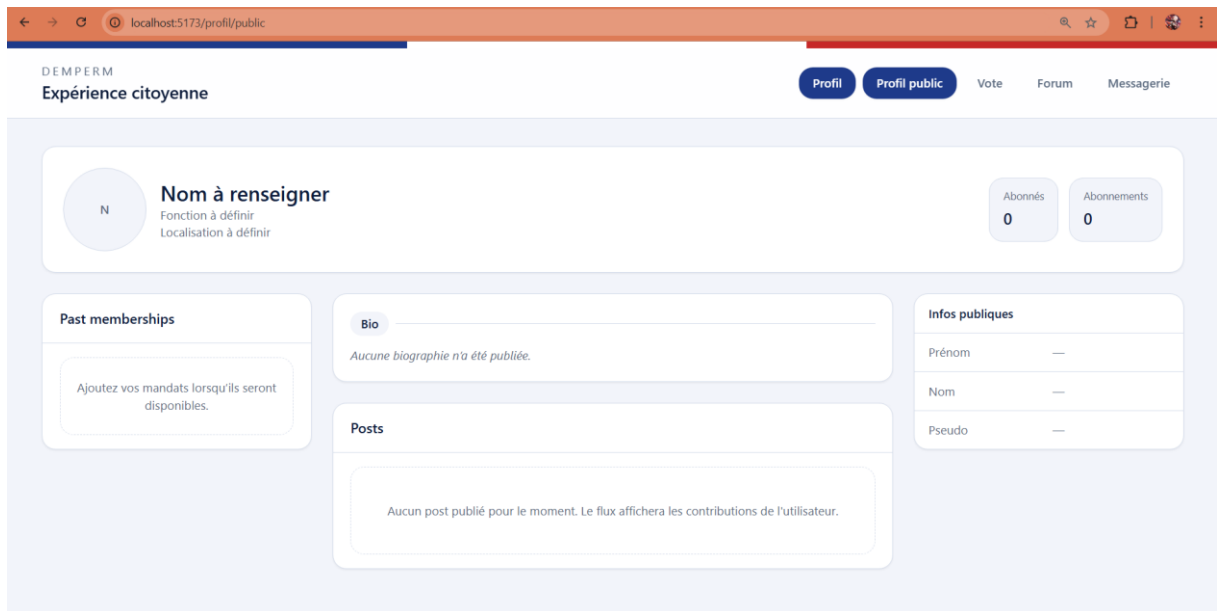 localhost:5173/profil/public
DEMPERM
Expérience citoyenne
Profil
Profil public
Vote
Forum
Messagerie
N
Nom à renseigner
Fonction à définir
Localisation à définir
Abonnés
0
Abonnements
0
Past memberships
Ajoutez vos mandats lorsqu'ils seront
disponibles.
Bio
Aucune biographie n'a été publiée.
Posts
Aucun post publié pour le moment. Le flux affichera les contributions de l'utilisateur.
Infos publiques
Prénom —
Nom —
Pseudo —